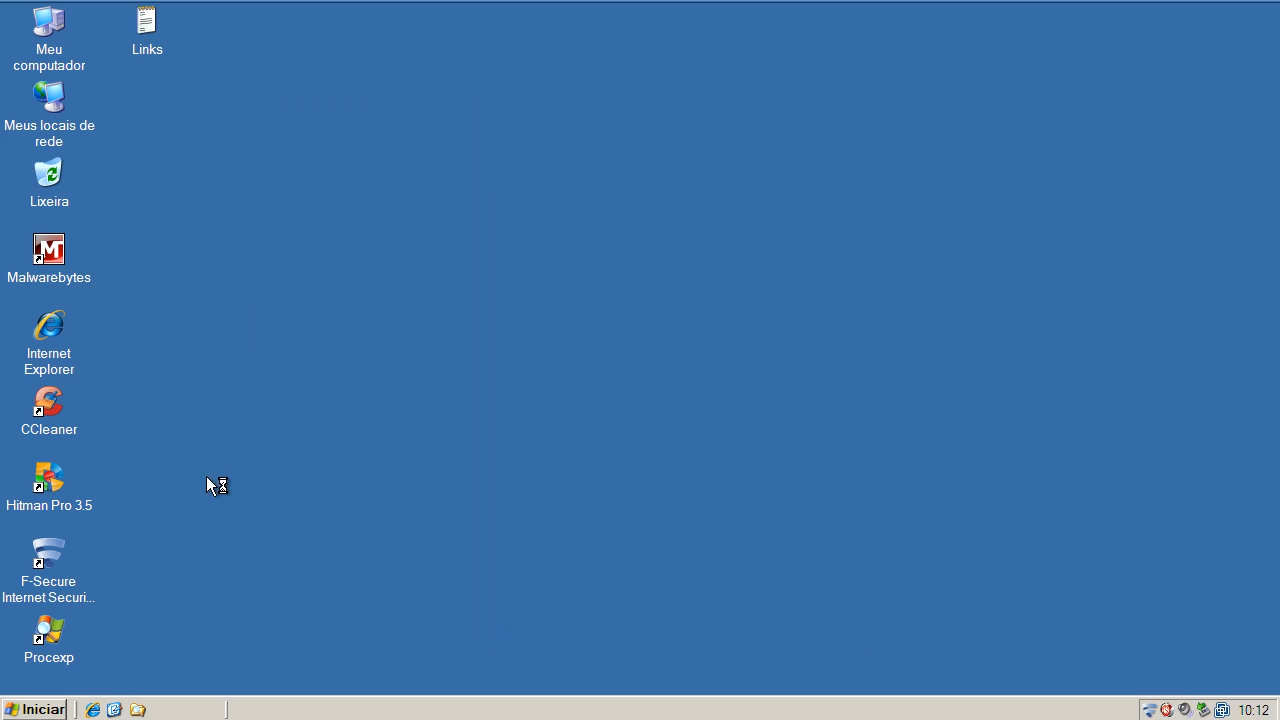 Meu
computador
Links
Meus locais de
rede
Lixeira
Malwarebytes
Internet
Explorer
CCleaner
Hitman Pro 3.5
F-Secure
Internet Securi...
Procexp
Iniciar
10:12